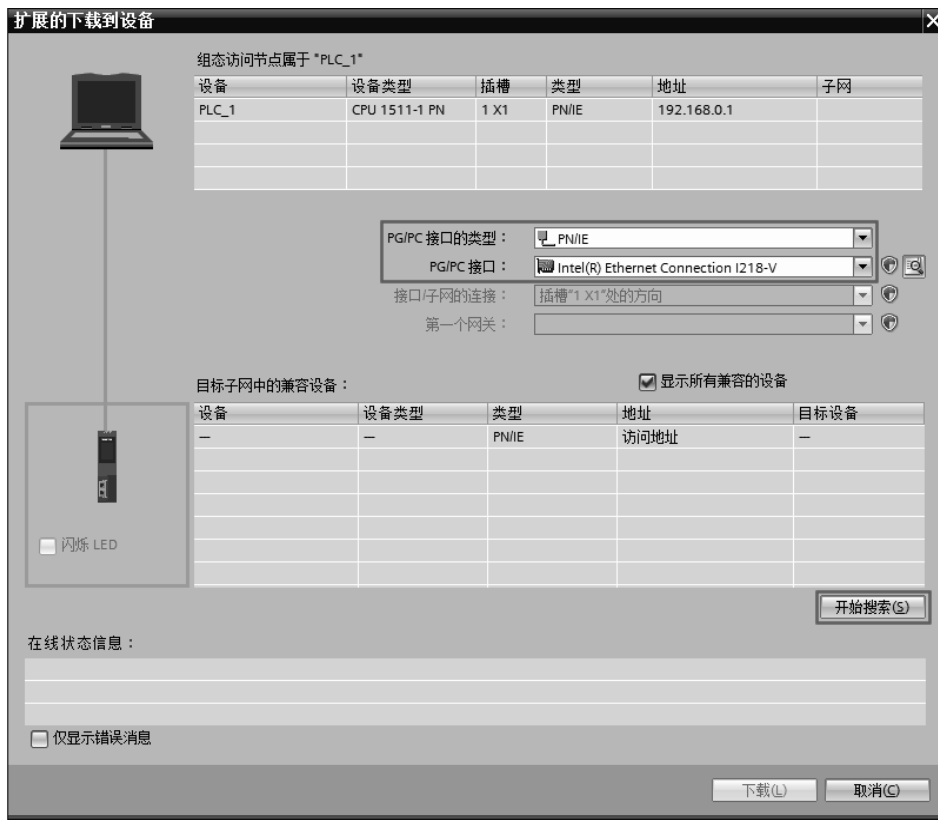 扩展的下载到设备
组态访问节点属于 "PLC_1"
设备 设备类型 插槽 类型 地址 子网
PLC_1 CPU 1511-1 PN 1 X1 PN/IE 192.168.0.1
PG/PC 接口的类型： PN/IE
PG/PC 接口： Intel(R) Ethernet Connection I218-V
接口/子网的连接： 插槽"1 X1"处的方向
第一个网关：
目标子网中的兼容设备： 显示所有兼容的设备
设备 设备类型 类型 地址 目标设备
— — PN/IE 访问地址 —
闪烁 LED
开始搜索(S)
在线状态信息：
仅显示错误消息
下载(L) 取消(C)